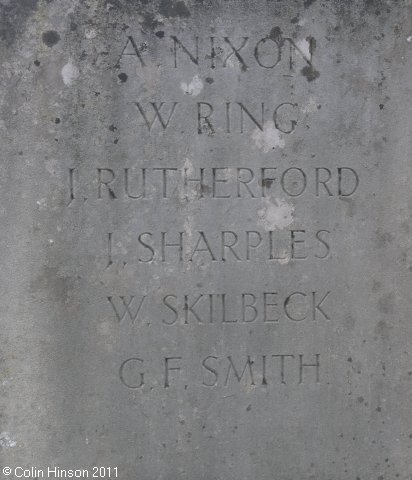 A. NIXON
W. RING
J. RUTHERFORD
J. SHARPLES
W. SKILBECK
G. F. SMITH.
©Colin Hinson 2011